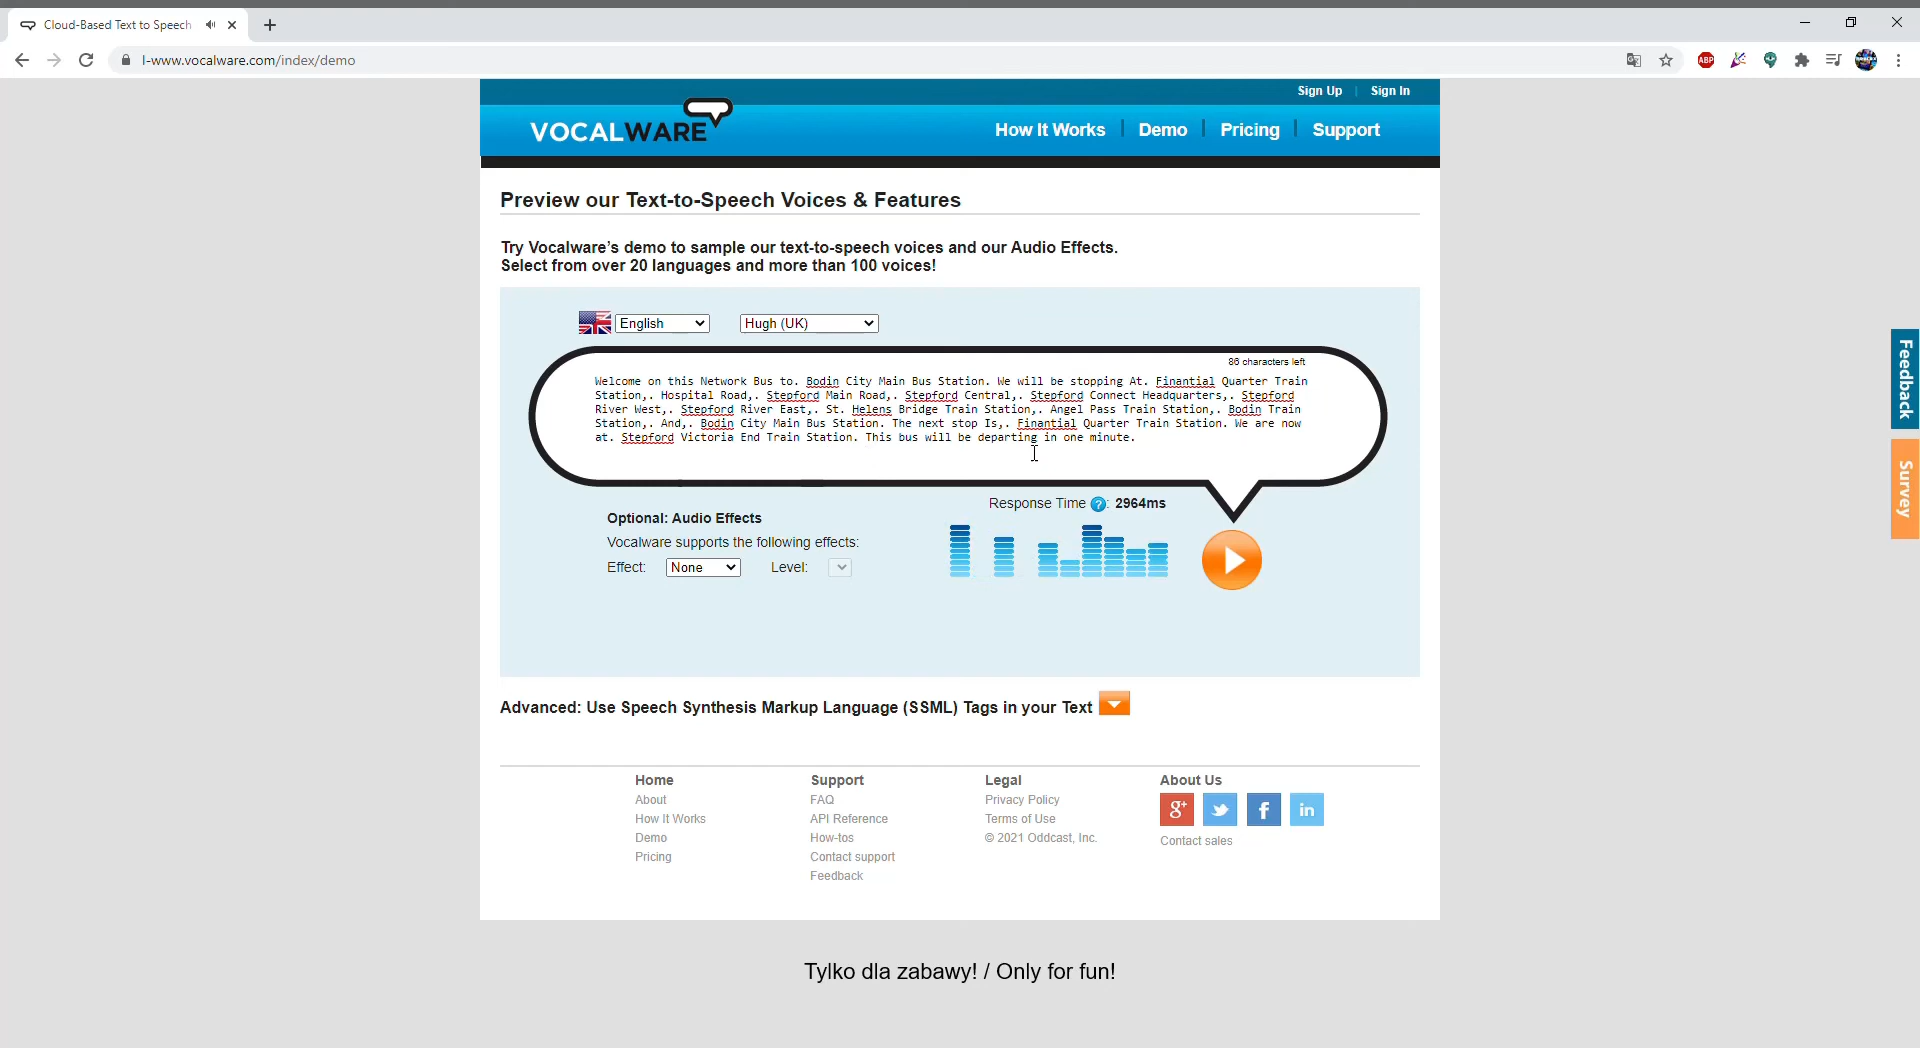 Cloud-Based Text to Speech
l-www.vocalware.com/index/demo
ABP
Sign Up | Sign In
VOCALWARE
How It Works | Demo | Pricing | Support
Preview our Text-to-Speech Voices & Features
Try Vocalware's demo to sample our text-to-speech voices and our Audio Effects.
Select from over 20 languages and more than 100 voices!
English Hugh (UK)
86 characters left
Welcome on this Network Bus to. Bodin City Main Bus Station. We will be stopping At. Finantial Quarter Train
Station,. Hospital Road,. Stepford Main Road,. Stepford Central,. Stepford Connect Headquarters,. Stepford
River West,. Stepford River East,. St. Helens Bridge Train Station,. Angel Pass Train Station,. Bodin Train
Station,. And,. Bodin City Main Bus Station. The next stop Is,. Finantial Quarter Train Station. We are now
at. Stepford Victoria End Train Station. This bus will be departing in one minute.
Response Time ?: 2964ms
Optional: Audio Effects
Vocalware supports the following effects:
Effect: None Level:
Feedback
Survey
Advanced: Use Speech Synthesis Markup Language (SSML) Tags in your Text
Home
About
How It Works
Demo
Pricing
Support
FAQ
API Reference
How-tos
Contact support
Feedback
Legal
Privacy Policy
Terms of Use
© 2021 Oddcast, Inc.
About Us
g+ f in
Contact sales
Tylko dla zabawy! / Only for fun!